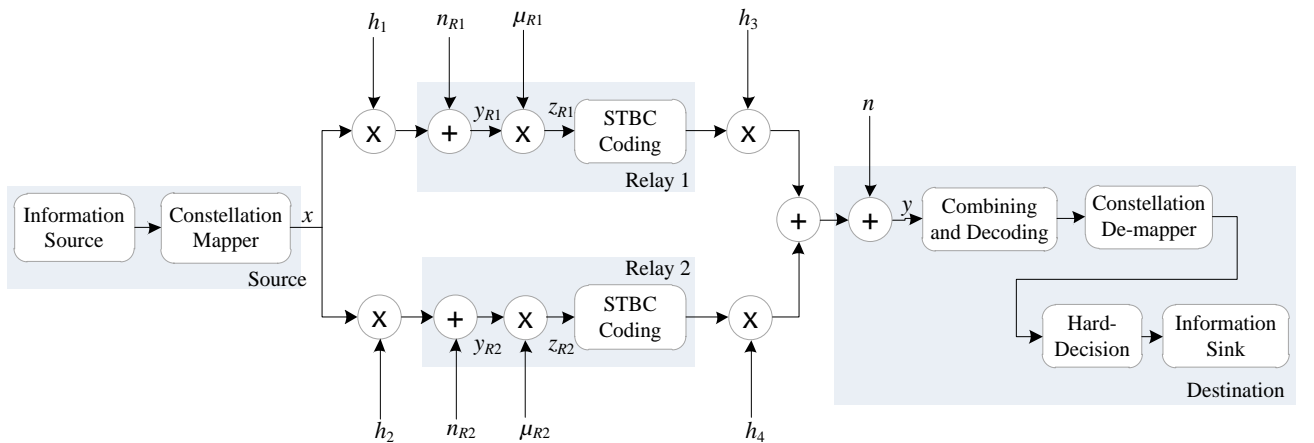 h1
nR1
μR1
h3
x
+
yR1
x
zR1
STBC
Coding
x
Relay 1
n
Information
Source
Constellation
Mapper
x
Source
+
+
y
Combining
and Decoding
Constellation
De-mapper
Relay 2
x
+
yR2
x
zR2
STBC
Coding
x
Hard-
Decision
Information
Sink
Destination
h2
nR2
μR2
h4